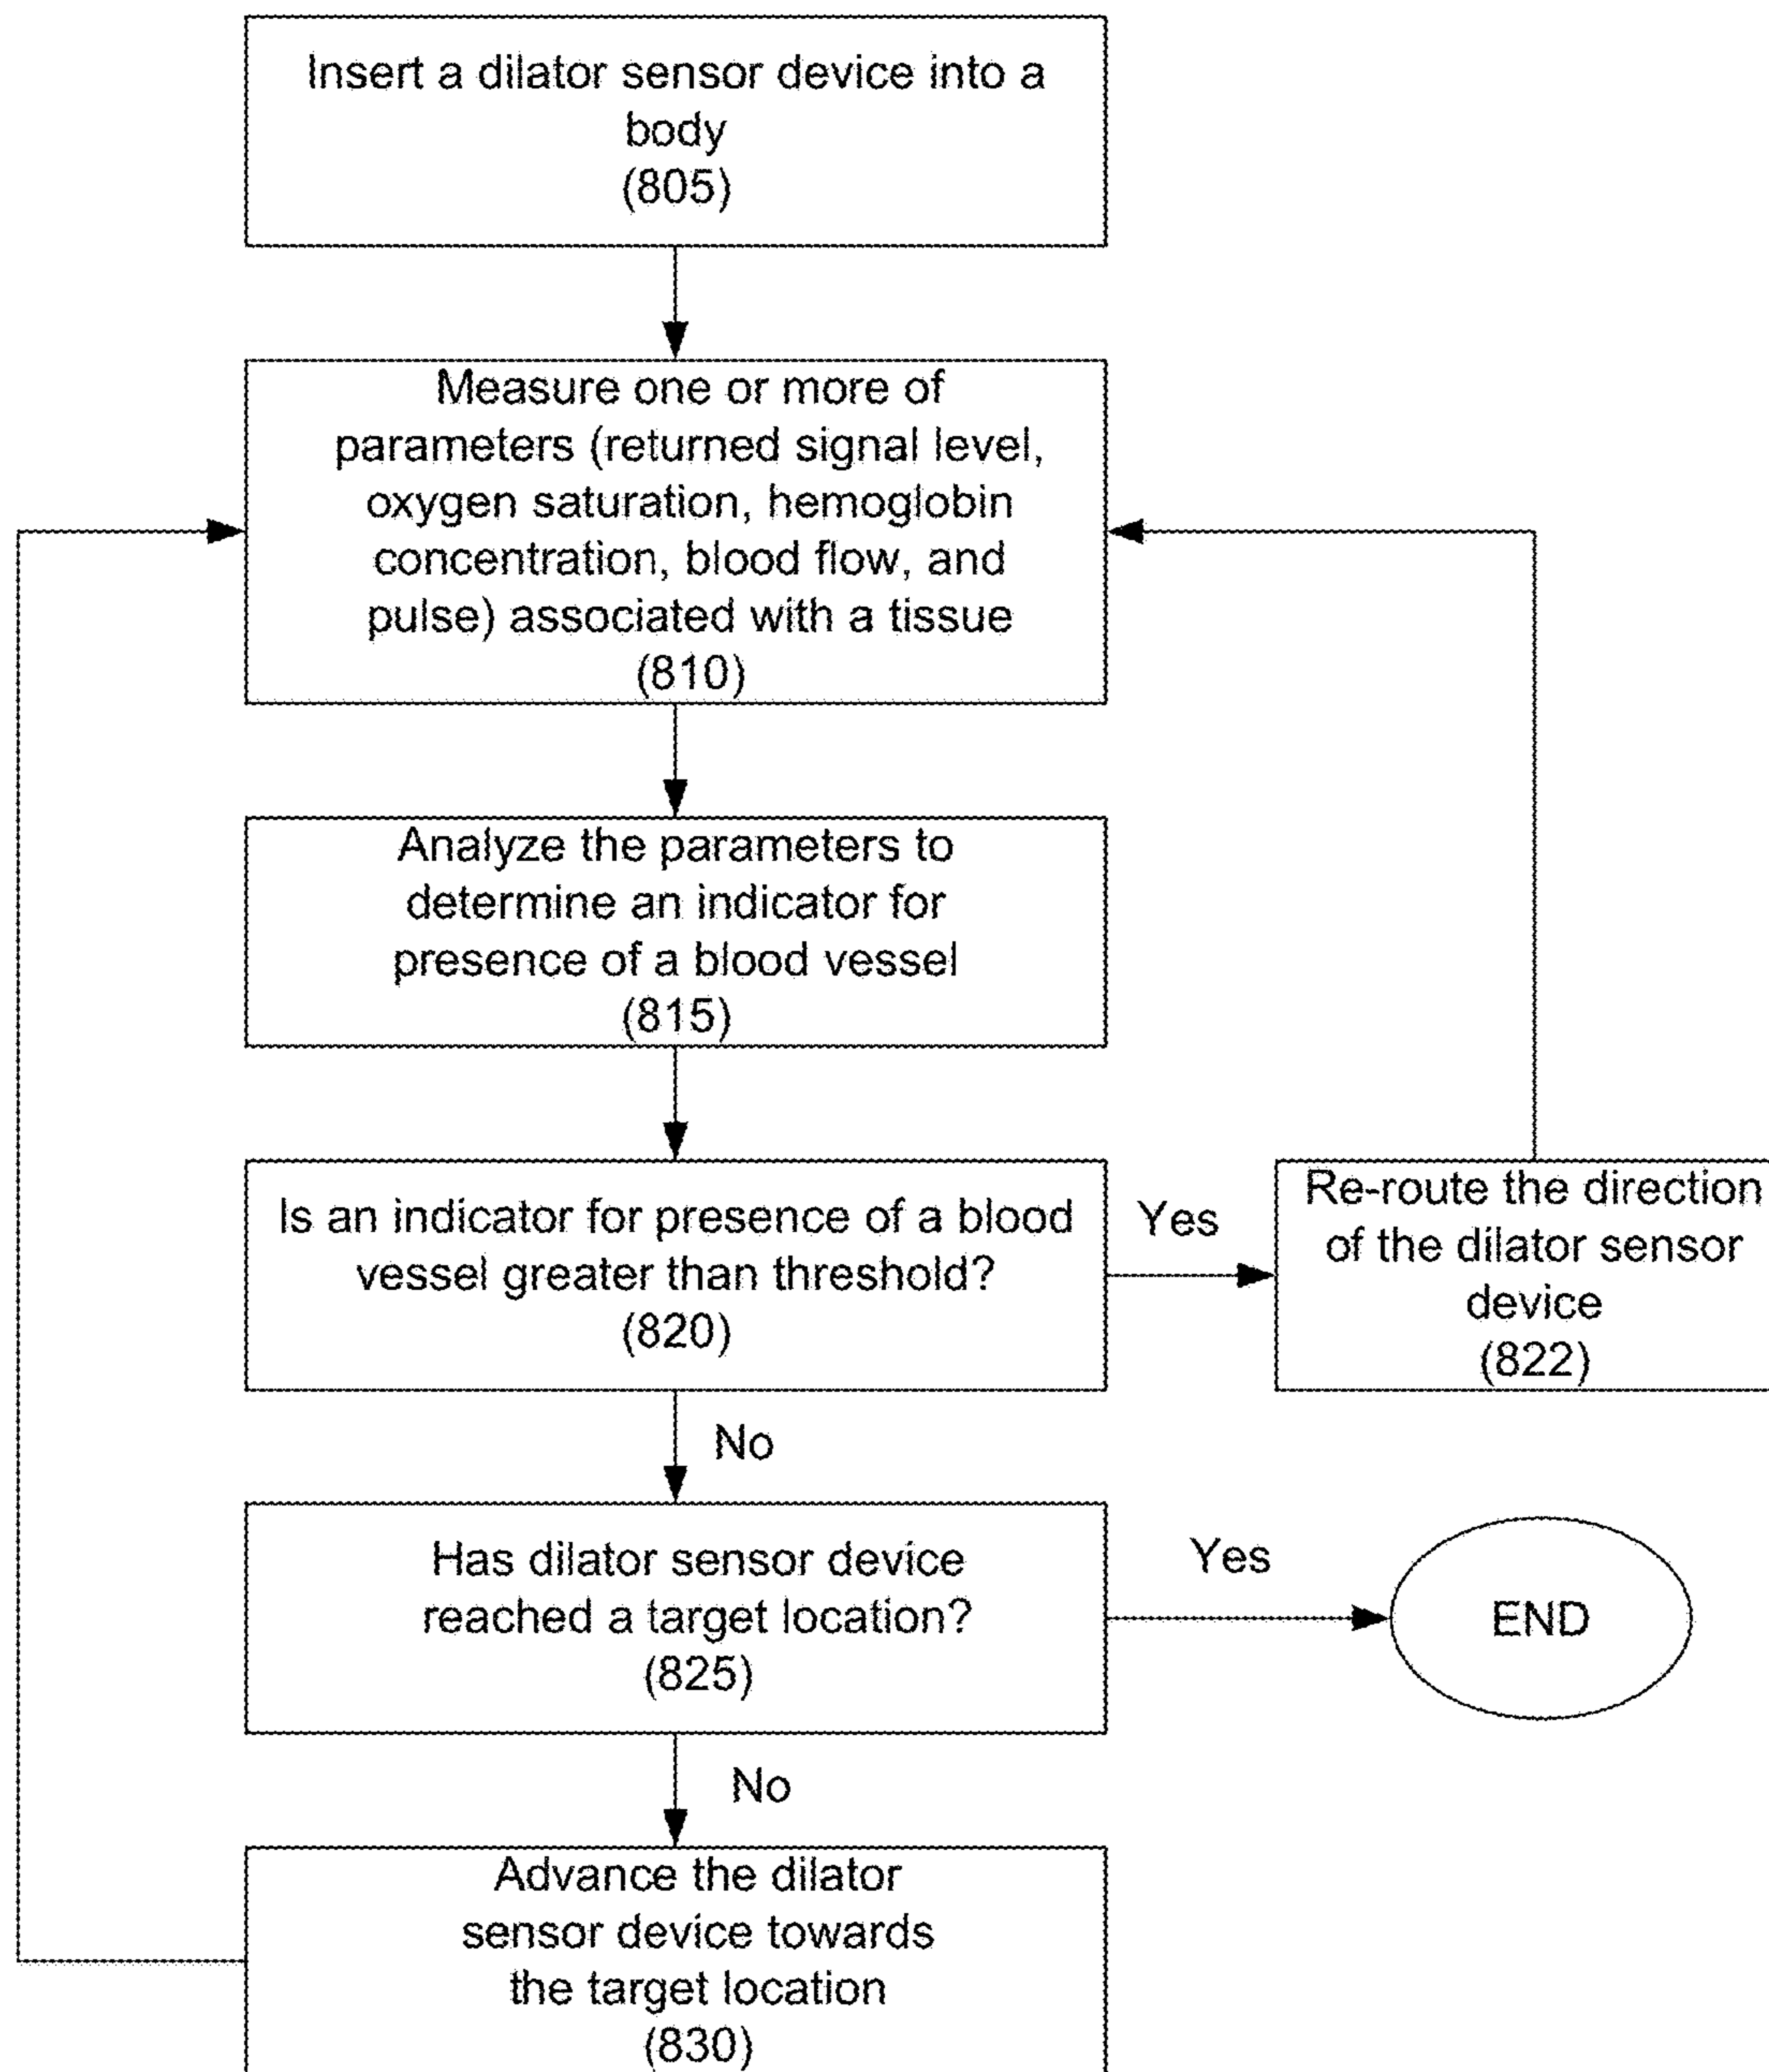 Insert a dilator sensor device into a
body
(805)
Measure one or more of
parameters (returned signal level,
oxygen saturation, hemoglobin
concentration, blood flow, and
pulse) associated with a tissue
(810)
Analyze the parameters to
determine an indicator for
presence of a blood vessel
(815)
Is an indicator for presence of a blood
vessel greater than threshold?
(820)
Yes
Re-route the direction
of the dilator sensor
device
(822)
No
Has dilator sensor device
reached a target location?
(825)
Yes
END
No
Advance the dilator
sensor device towards
the target location
(830)